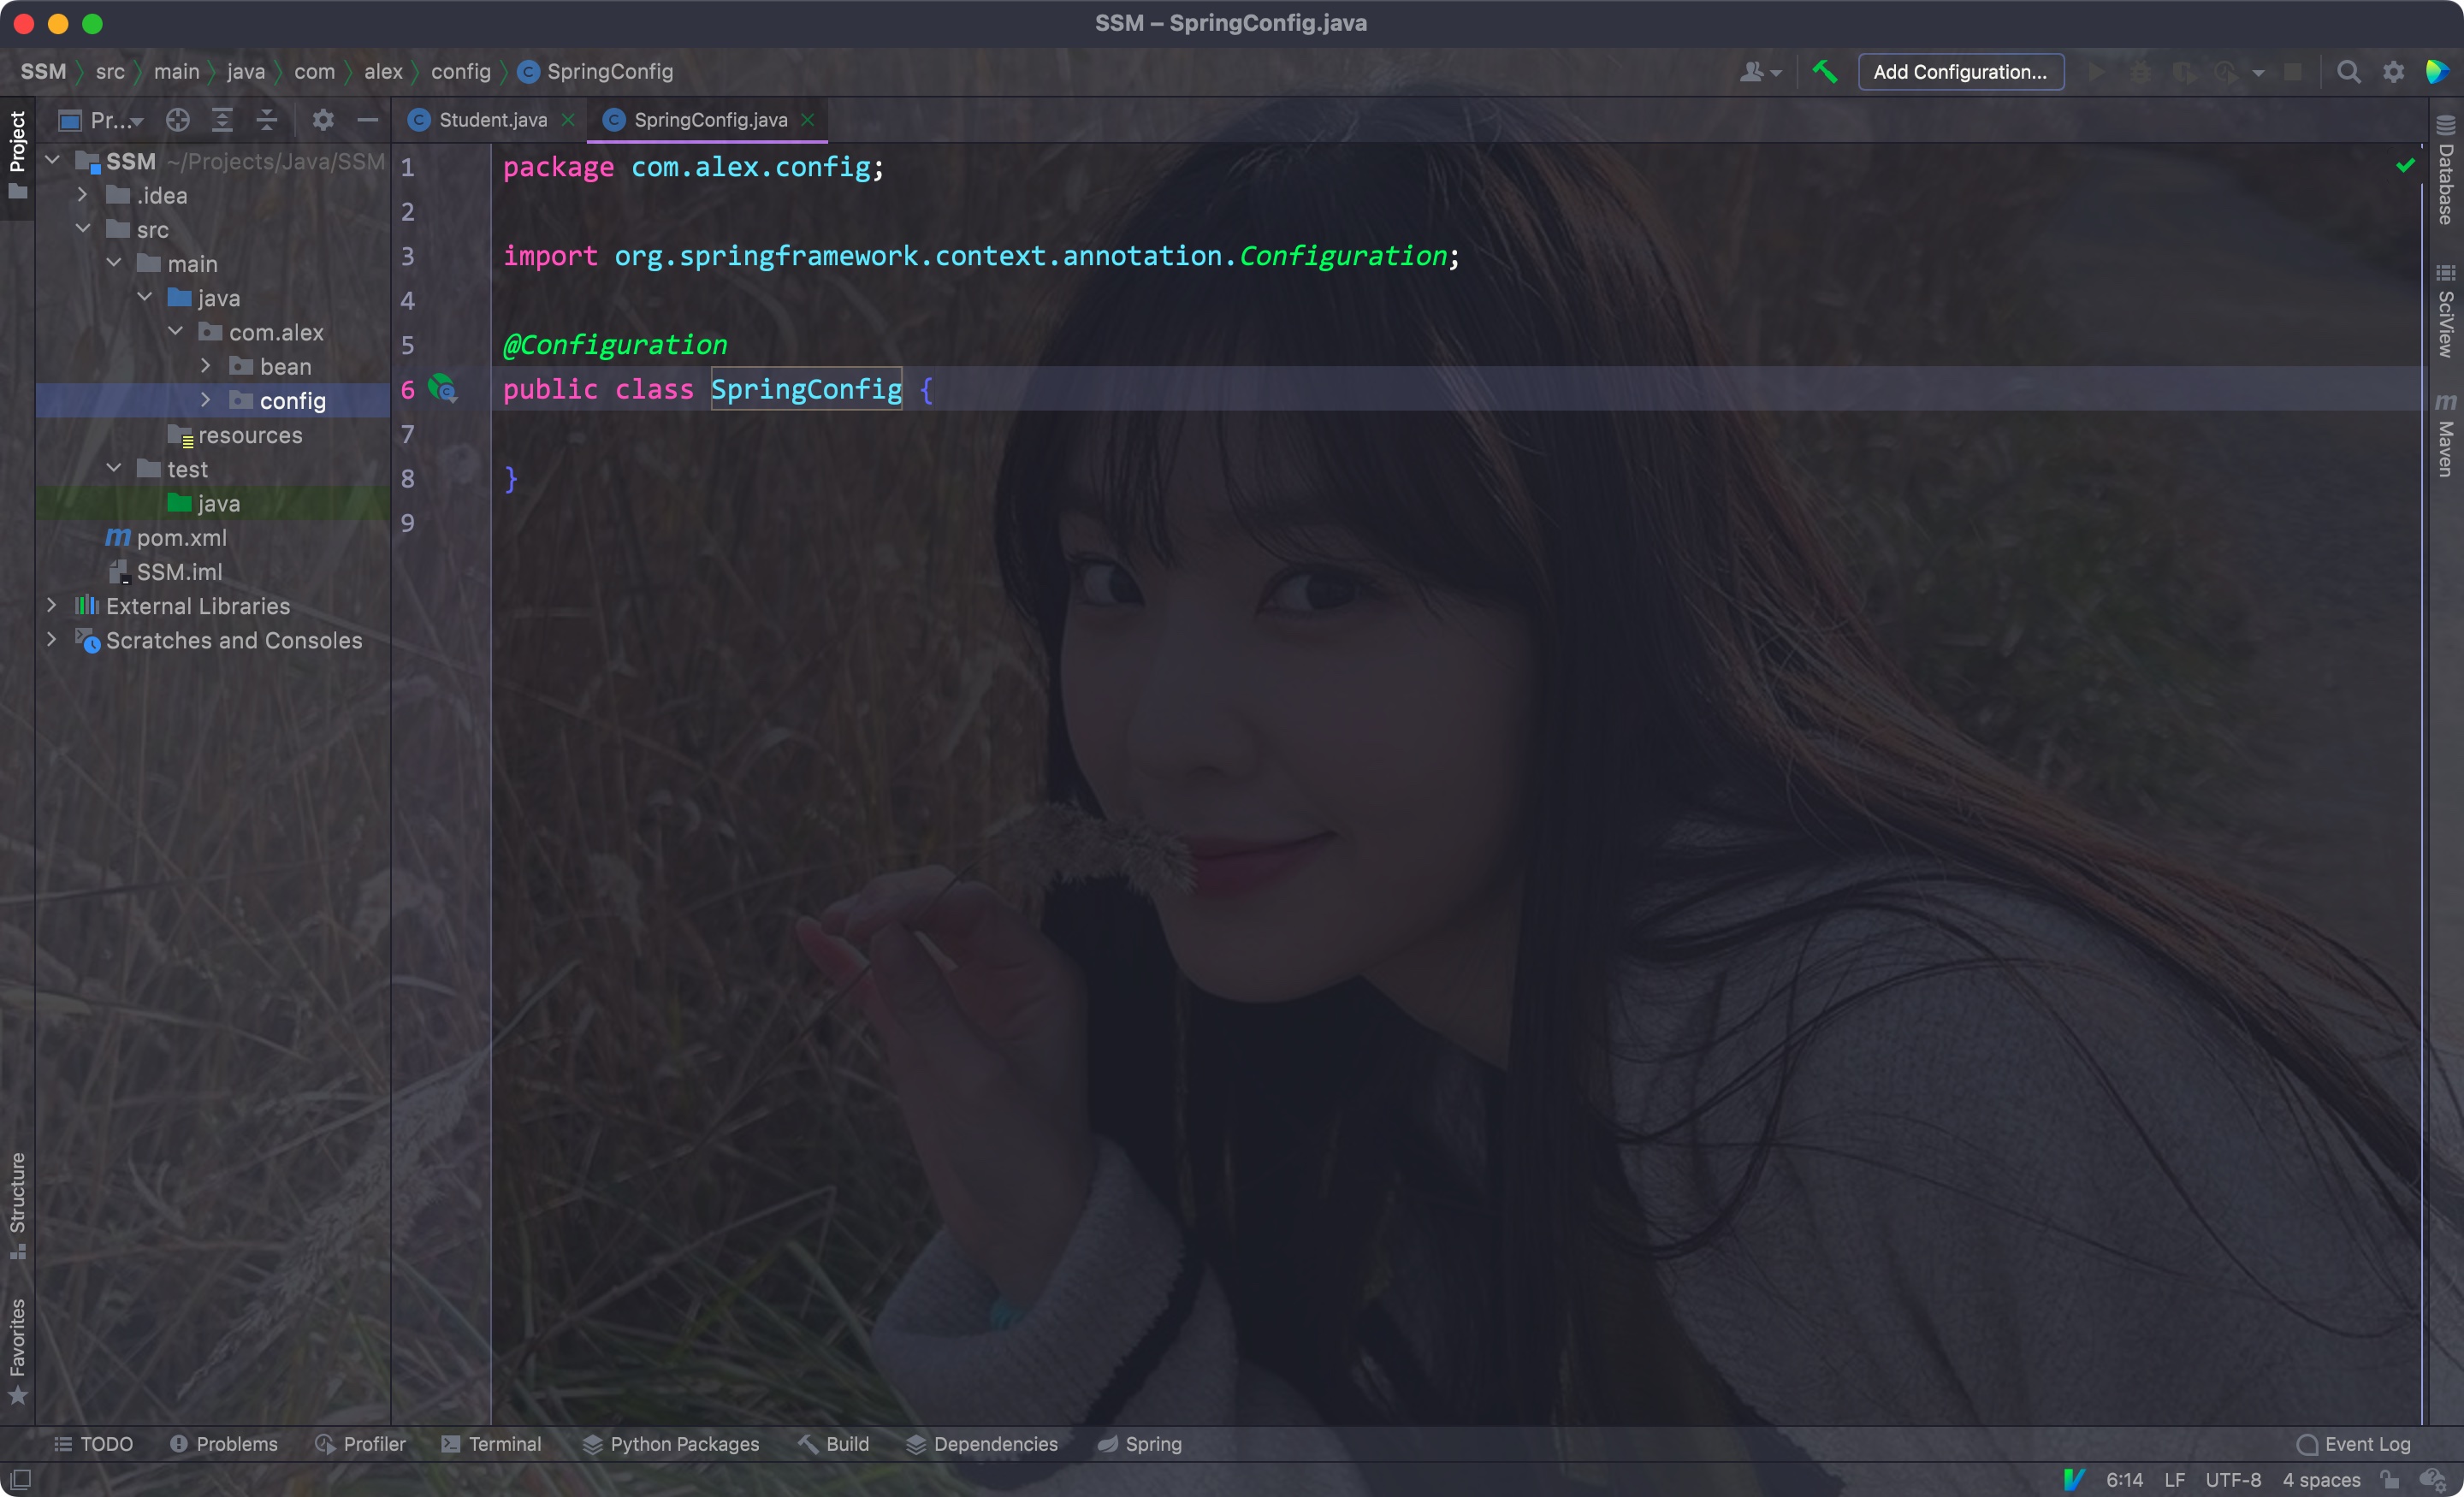 SSM – SpringConfig.java
SSM src main java com alex config SpringConfig
Add Configuration...
Project
Pr...
Student.java
SpringConfig.java
SSM ~/Projects/Java/SSM
.idea
src
main
java
com.alex
bean
config
resources
test
java
pom.xml
SSM.iml
External Libraries
Scratches and Consoles
1 package com.alex.config;
2
3 import org.springframework.context.annotation.Configuration;
4
5 @Configuration
6 public class SpringConfig {
7
8 }
9
Database
SciView
Maven
Structure
Favorites
TODO Problems Profiler Terminal Python Packages Build Dependencies Spring Event Log
6:14 LF UTF-8 4 spaces